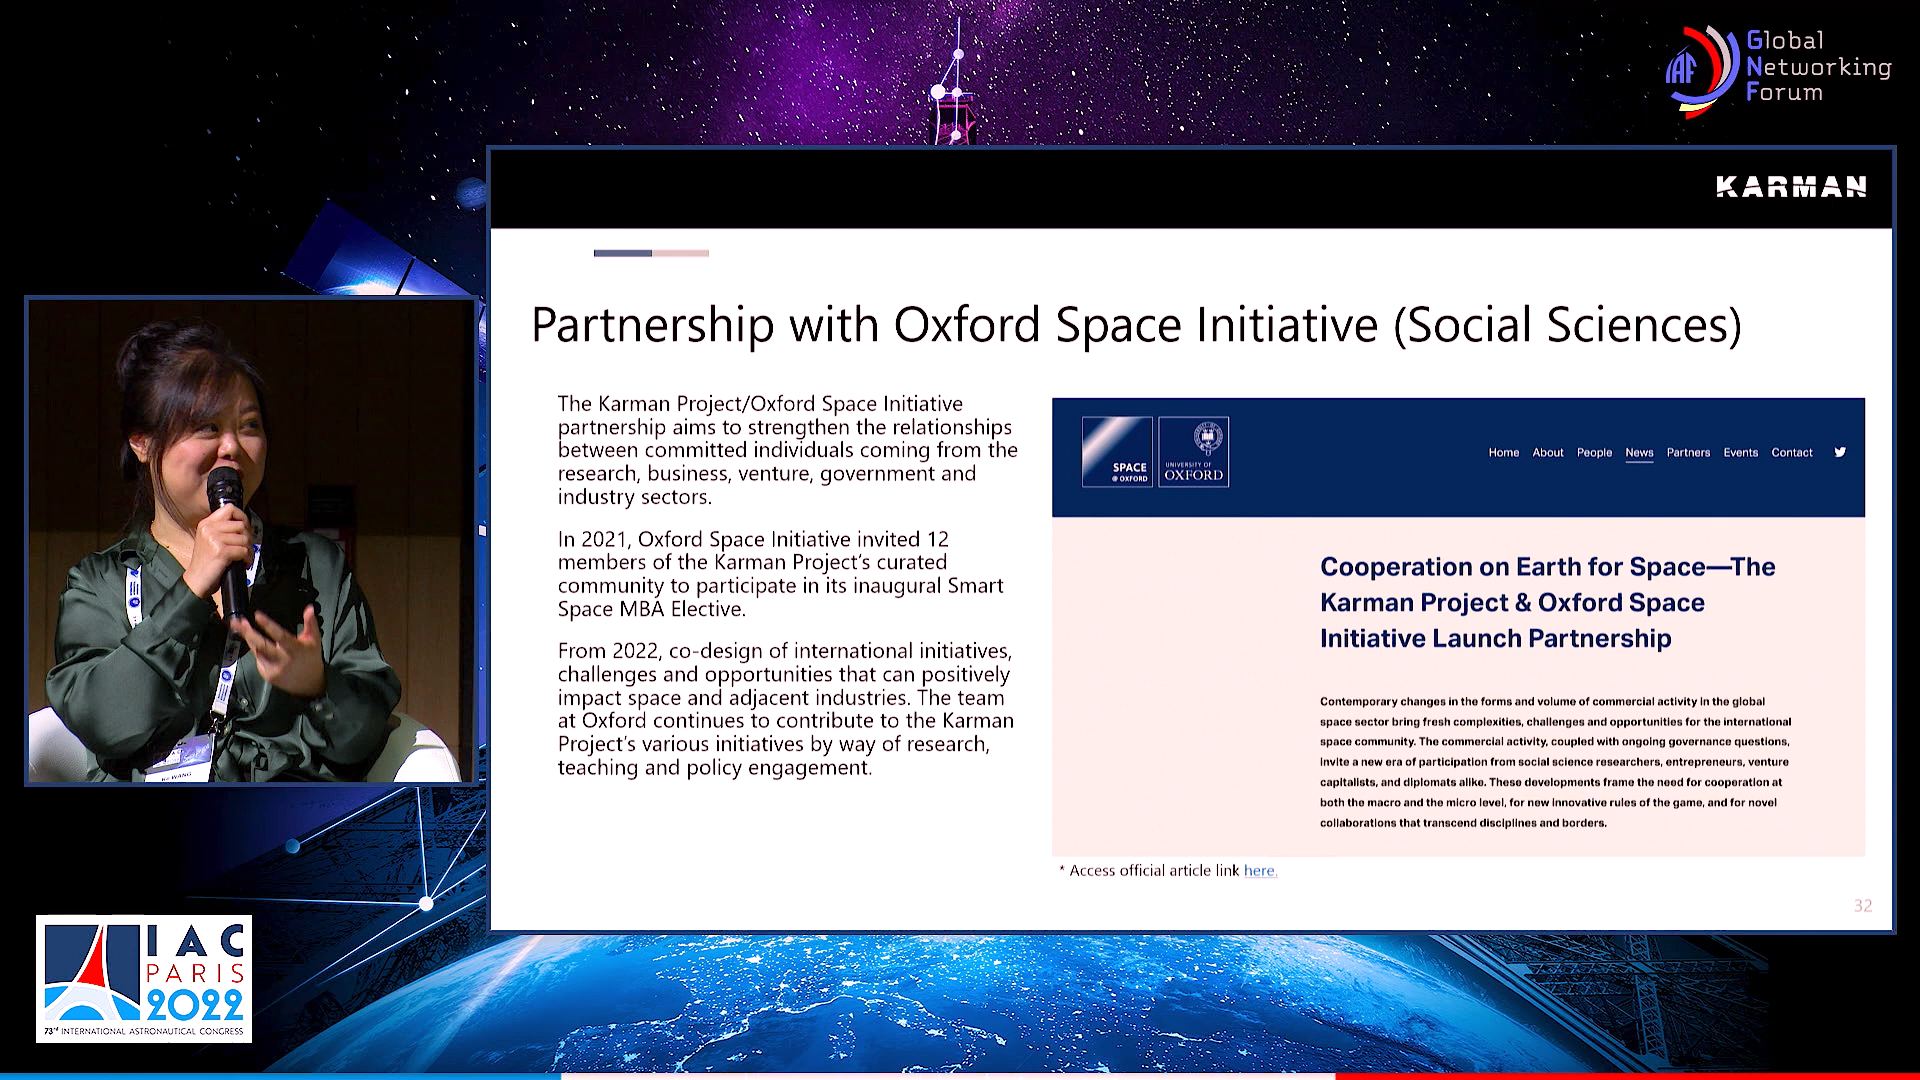 Global
Networking
Forum
IAF
KARMAN
Partnership with Oxford Space Initiative (Social Sciences)
The Karman Project/Oxford Space Initiative
partnership aims to strengthen the relationships
between committed individuals coming from the
research, business, venture, government and
industry sectors.
In 2021, Oxford Space Initiative invited 12
members of the Karman Project's curated
community to participate in its inaugural Smart
Space MBA Elective.
From 2022, co-design of international initiatives,
challenges and opportunities that can positively
impact space and adjacent industries. The team
at Oxford continues to contribute to the Karman
Project's various initiatives by way of research,
teaching and policy engagement.
SPACE
@ OXFORD
UNIVERSITY OF
OXFORD
Home About People News Partners Events Contact
Cooperation on Earth for Space—The
Karman Project & Oxford Space
Initiative Launch Partnership
Contemporary changes in the forms and volume of commercial activity in the global
space sector bring fresh complexities, challenges and opportunities for the international
space community. The commercial activity, coupled with ongoing governance questions,
invite a new era of participation from social science researchers, entrepreneurs, venture
capitalists, and diplomats alike. These developments frame the need for cooperation at
both the macro and the micro level, for new innovative rules of the game, and for novel
collaborations that transcend disciplines and borders.
* Access official article link here.
32
Ke WANG
IAC
PARIS
2022
73rd INTERNATIONAL ASTRONAUTICAL CONGRESS